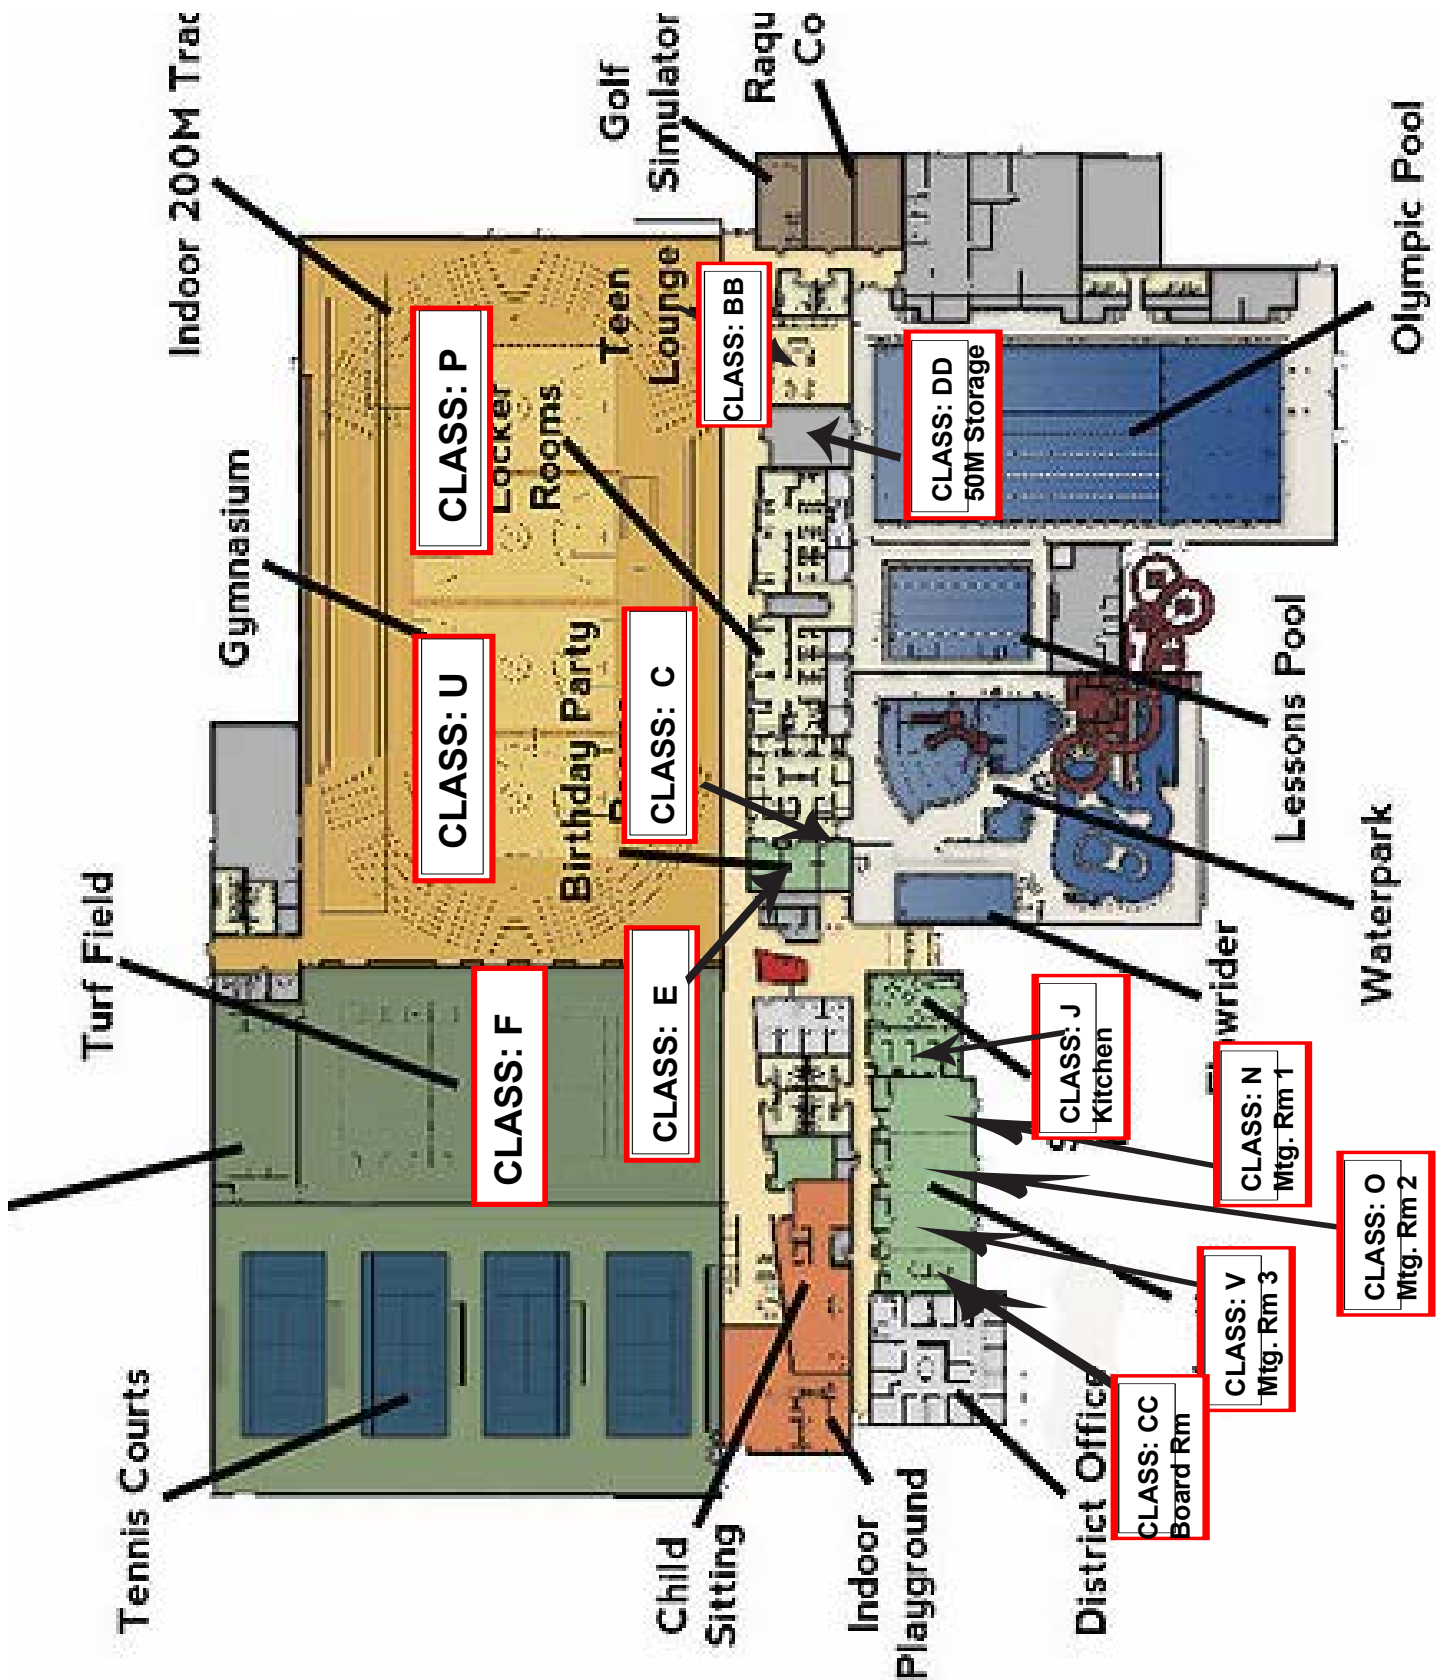 Turf Field
Tennis Courts
Indoor 200M Trac
Gymnasium
CLASS: P
CLASS: U
CLASS: F
Locker
Rooms
Birthday Party
Golf
Simulator
Teen
Lounge
CLASS: C
CLASS: E
Child
Sitting
CLASS: BB
Raqu
Co
Indoor
Playground
CLASS: DD
50M Storage
CLASS: J
Kitchen
District Office
CLASS: CC
Board Rm
wrider
CLASS: N
Mtg. Rm 1
CLASS: V
Mtg. Rm 3
Lessons Pool
CLASS: O
Mtg. Rm 2
Waterpark
Olympic Pool